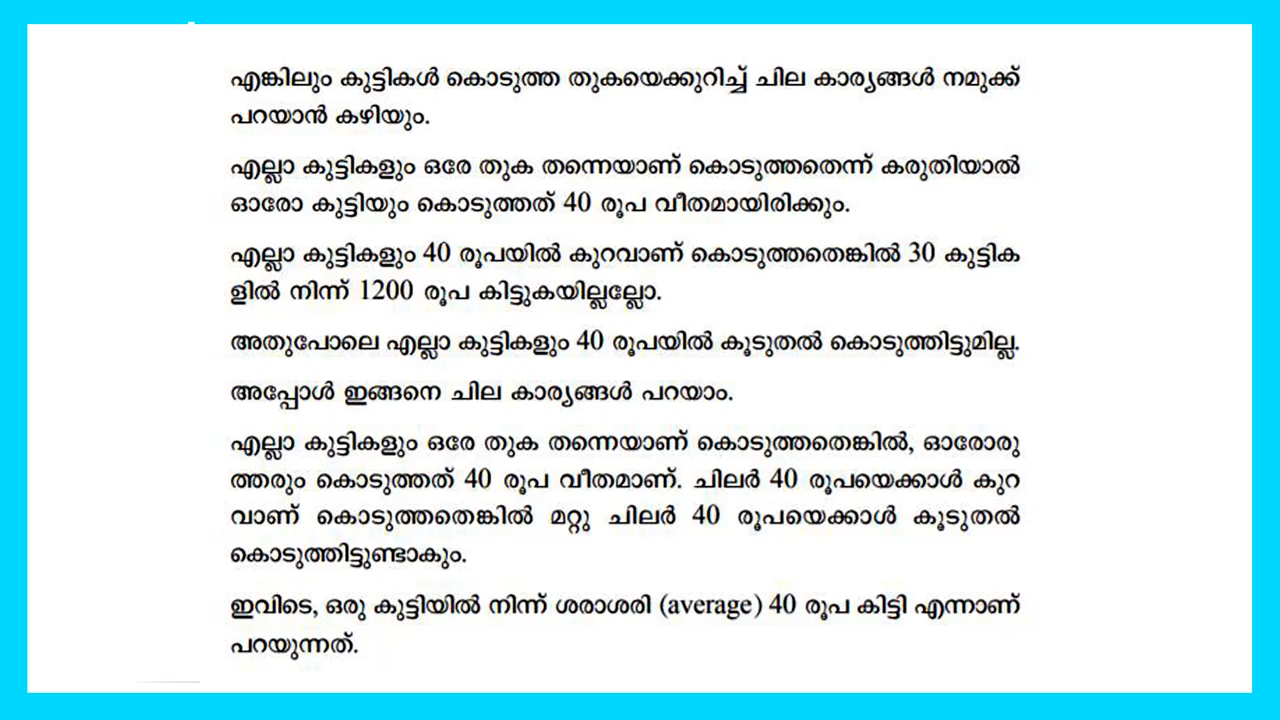 എങ്കിലും കുട്ടികൾ കൊടുത്ത തുകയെക്കുറിച്ച് ചില കാര്യങ്ങൾ നമുക്ക്
പറയാൻ കഴിയും.
എല്ലാ കുട്ടികളും ഒരേ തുക തന്നെയാണ് കൊടുത്തതെന്ന് കരുതിയാൽ
ഓരോ കുട്ടിയും കൊടുത്തത് 40 രൂപ വീതമായിരിക്കും.
എല്ലാ കുട്ടികളും 40 രൂപയിൽ കുറവാണ് കൊടുത്തതെങ്കിൽ 30 കുട്ടിക
ളിൽ നിന്ന് 1200 രൂപ കിട്ടുകയില്ലല്ലോ.
അതുപോലെ എല്ലാ കുട്ടികളും 40 രൂപയിൽ കൂടുതൽ കൊടുത്തിട്ടുമില്ല.
അപ്പോൾ ഇങ്ങനെ ചില കാര്യങ്ങൾ പറയാം.
എല്ലാ കുട്ടികളും ഒരേ തുക തന്നെയാണ് കൊടുത്തതെങ്കിൽ, ഓരോരു
ത്തരും കൊടുത്തത് 40 രൂപ വീതമാണ്. ചിലർ 40 രൂപയെക്കാൾ കുറ
വാണ് കൊടുത്തതെങ്കിൽ മറ്റു ചിലർ 40 രൂപയെക്കാൾ കൂടുതൽ
കൊടുത്തിട്ടുണ്ടാകും.
ഇവിടെ, ഒരു കുട്ടിയിൽ നിന്ന് ശരാശരി (average) 40 രൂപ കിട്ടി എന്നാണ്
പറയുന്നത്.